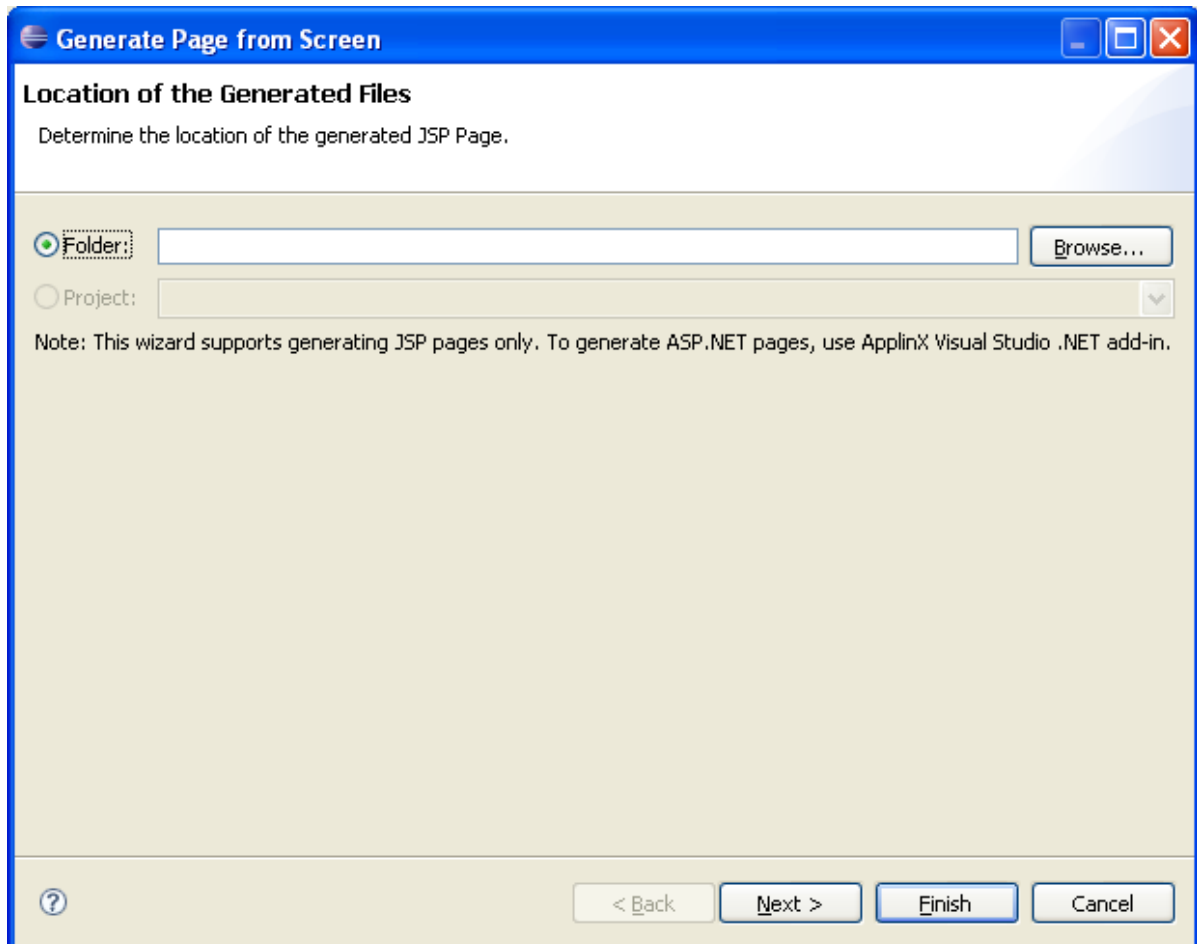 Generate Page from Screen
Location of the Generated Files
Determine the location of the generated JSP Page.
Folder: Browse...
Project:
Note: This wizard supports generating JSP pages only. To generate ASP.NET pages, use ApplinX Visual Studio .NET add-in.
? < Back Next > Finish Cancel